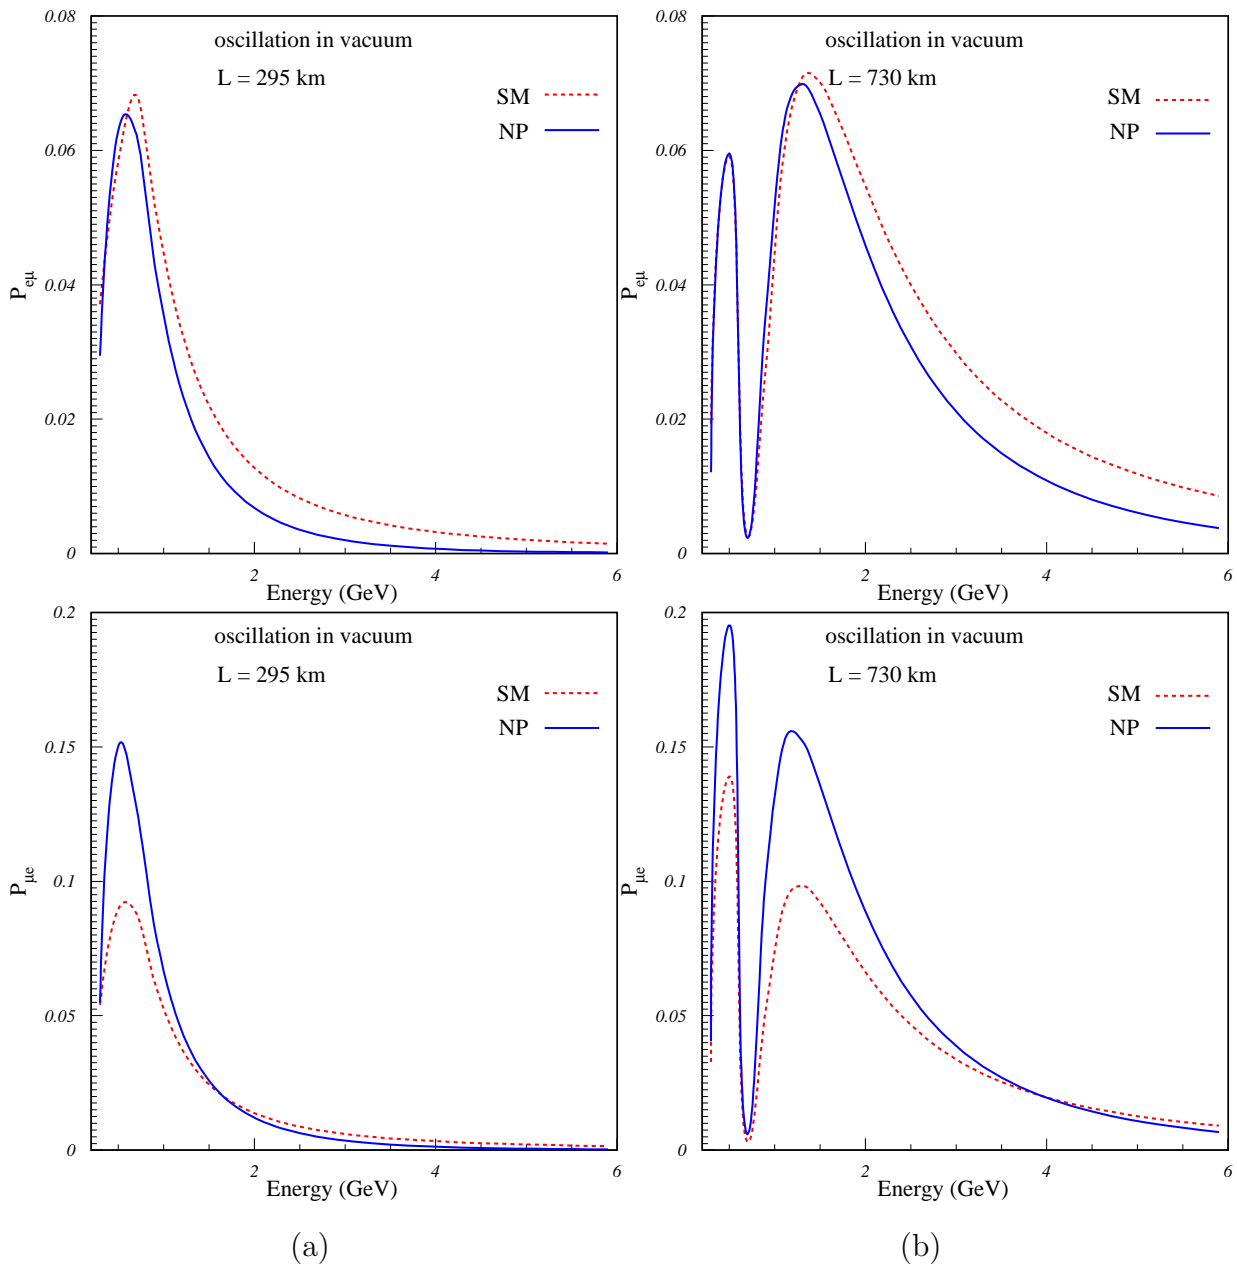 oscillation in vacuum
L = 295 km
SM
NP
P_eμ
0.08
0.06
0.04
0.02
0
2
4
6
Energy (GeV)
oscillation in vacuum
L = 730 km
SM
NP
P_eμ
0.08
0.06
0.04
0.02
0
2
4
6
Energy (GeV)
oscillation in vacuum
L = 295 km
SM
NP
P_μe
0.2
0.15
0.1
0.05
0
2
4
6
Energy (GeV)
(a)
oscillation in vacuum
L = 730 km
SM
NP
P_μe
0.2
0.15
0.1
0.05
0
2
4
6
Energy (GeV)
(b)